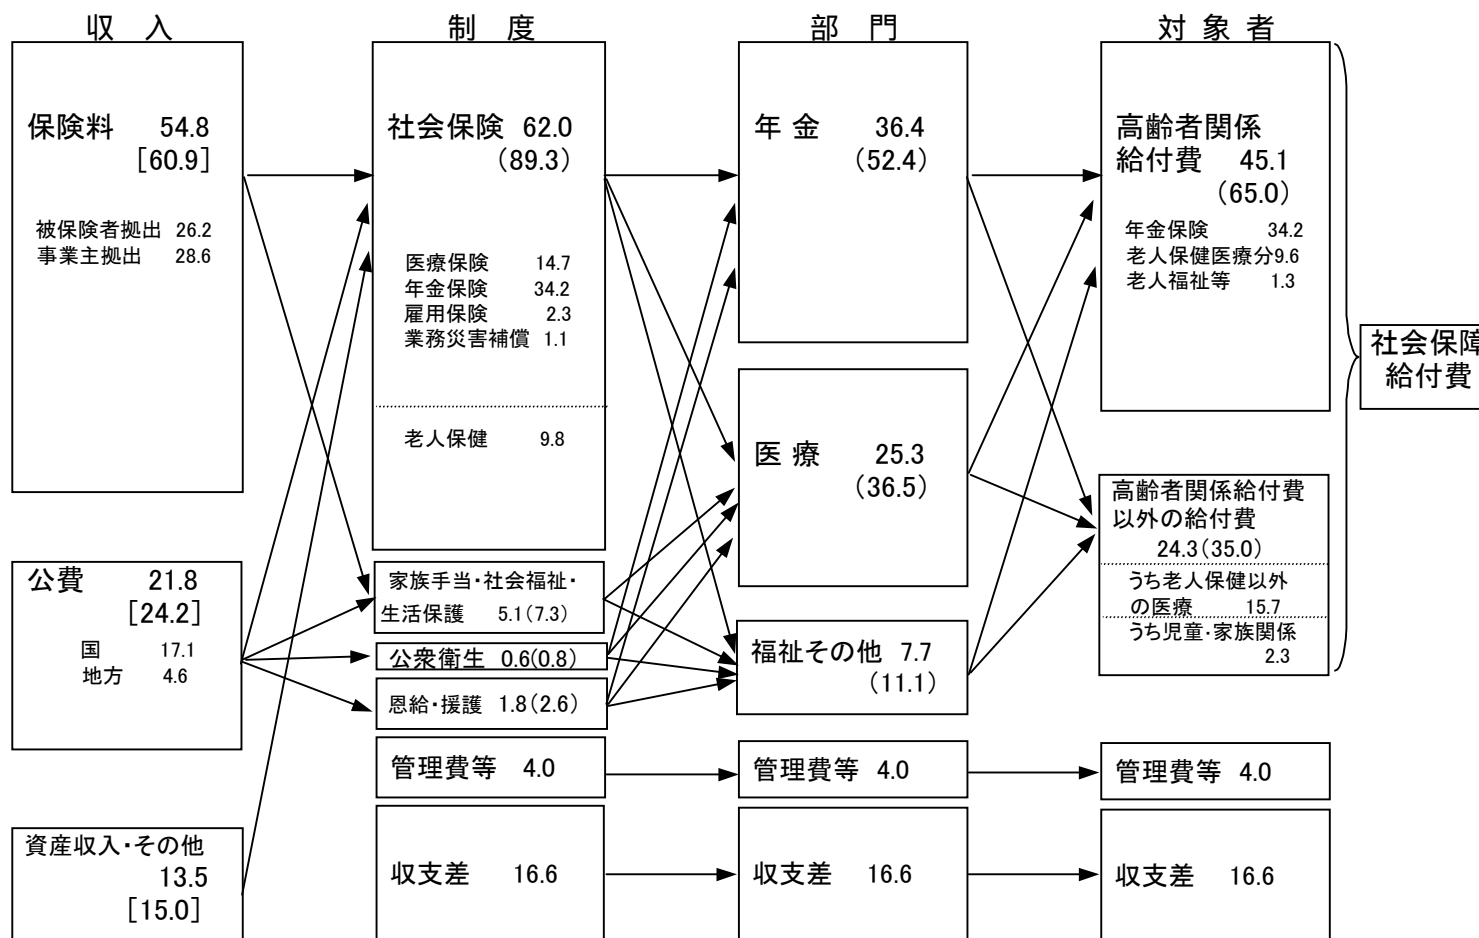 収 入
保険料 54.8
[60.9]
被保険者拠出 26.2
事業主拠出 28.6
公費 21.8
[24.2]
国 17.1
地方 4.6
資産収入・その他
13.5
[15.0]
制 度
社会保険 62.0
(89.3)
医療保険 14.7
年金保険 34.2
雇用保険 2.3
業務災害補償 1.1
老人保健 9.8
家族手当・社会福祉・
生活保護 5.1(7.3)
公衆衛生 0.6(0.8)
恩給・援護 1.8(2.6)
管理費等 4.0
収支差 16.6
部 門
年 金 36.4
(52.4)
医 療 25.3
(36.5)
福祉その他 7.7
(11.1)
管理費等 4.0
収支差 16.6
対 象 者
高齢者関係
給付費 45.1
(65.0)
年金保険 34.2
老人保健医療分9.6
老人福祉等 1.3
高齢者関係給付費
以外の給付費
24.3(35.0)
うち老人保健以外
の医療 15.7
うち児童・家族関係
2.3
管理費等 4.0
収支差 16.6
社会保障
給付費